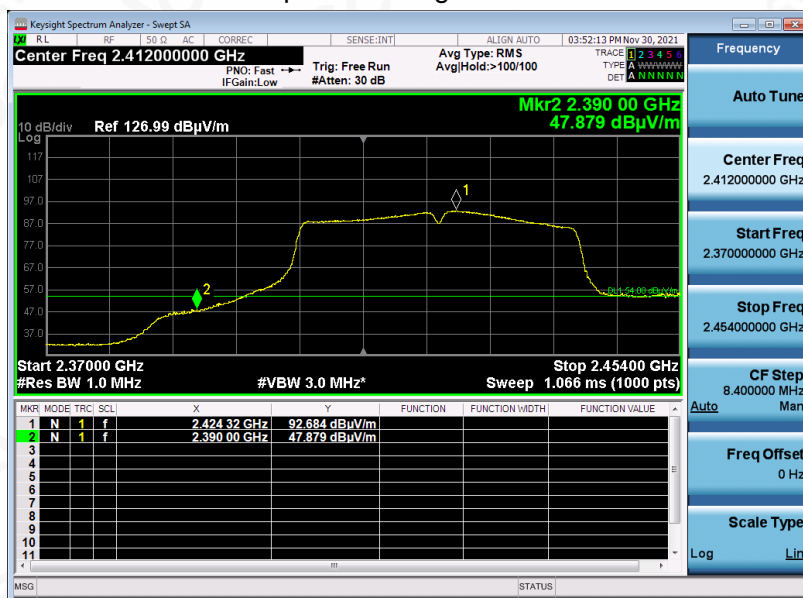 Keysight Spectrum Analyzer - Swept SA
LXI RL RF 50 Ω AC CORREC SENSE:INT ALIGN AUTO 03:52:13 PM Nov 30, 2021
Center Freq 2.412000000 GHz
PNO: Fast
IFGain:Low
Trig: Free Run
#Atten: 30 dB
Avg Type: RMS
Avg|Hold:>100/100
TRACE 1 2 3 4 5 6
TYPE A WWWWW
DET A N N N N N
Mkr2 2.390 00 GHz
47.879 dBµV/m
10 dB/div Ref 126.99 dBµV/m
Log
117
107
97.0
87.0
77.0
67.0
57.0
47.0
37.0
1
2
DL1 54.00 dBµV/m
Start 2.37000 GHz Stop 2.45400 GHz
#Res BW 1.0 MHz #VBW 3.0 MHz* Sweep 1.066 ms (1000 pts)
MKR MODE TRC SCL X Y FUNCTION FUNCTION WIDTH FUNCTION VALUE
1 N 1 f 2.424 32 GHz 92.684 dBµV/m
2 N 1 f 2.390 00 GHz 47.879 dBµV/m
3
4
5
6
7
8
9
10
11
MSG STATUS
Frequency
Auto Tune
Center Freq
2.412000000 GHz
Start Freq
2.370000000 GHz
Stop Freq
2.454000000 GHz
CF Step
8.400000 MHz
Auto Man
Freq Offset
0 Hz
Scale Type
Log Lin